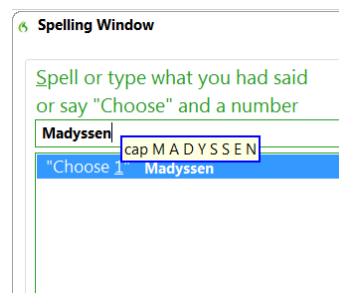 Spelling Window
Spell or type what you had said
or say "Choose" and a number
Madyssen
cap M A D Y S S E N
"Choose 1" Madyssen